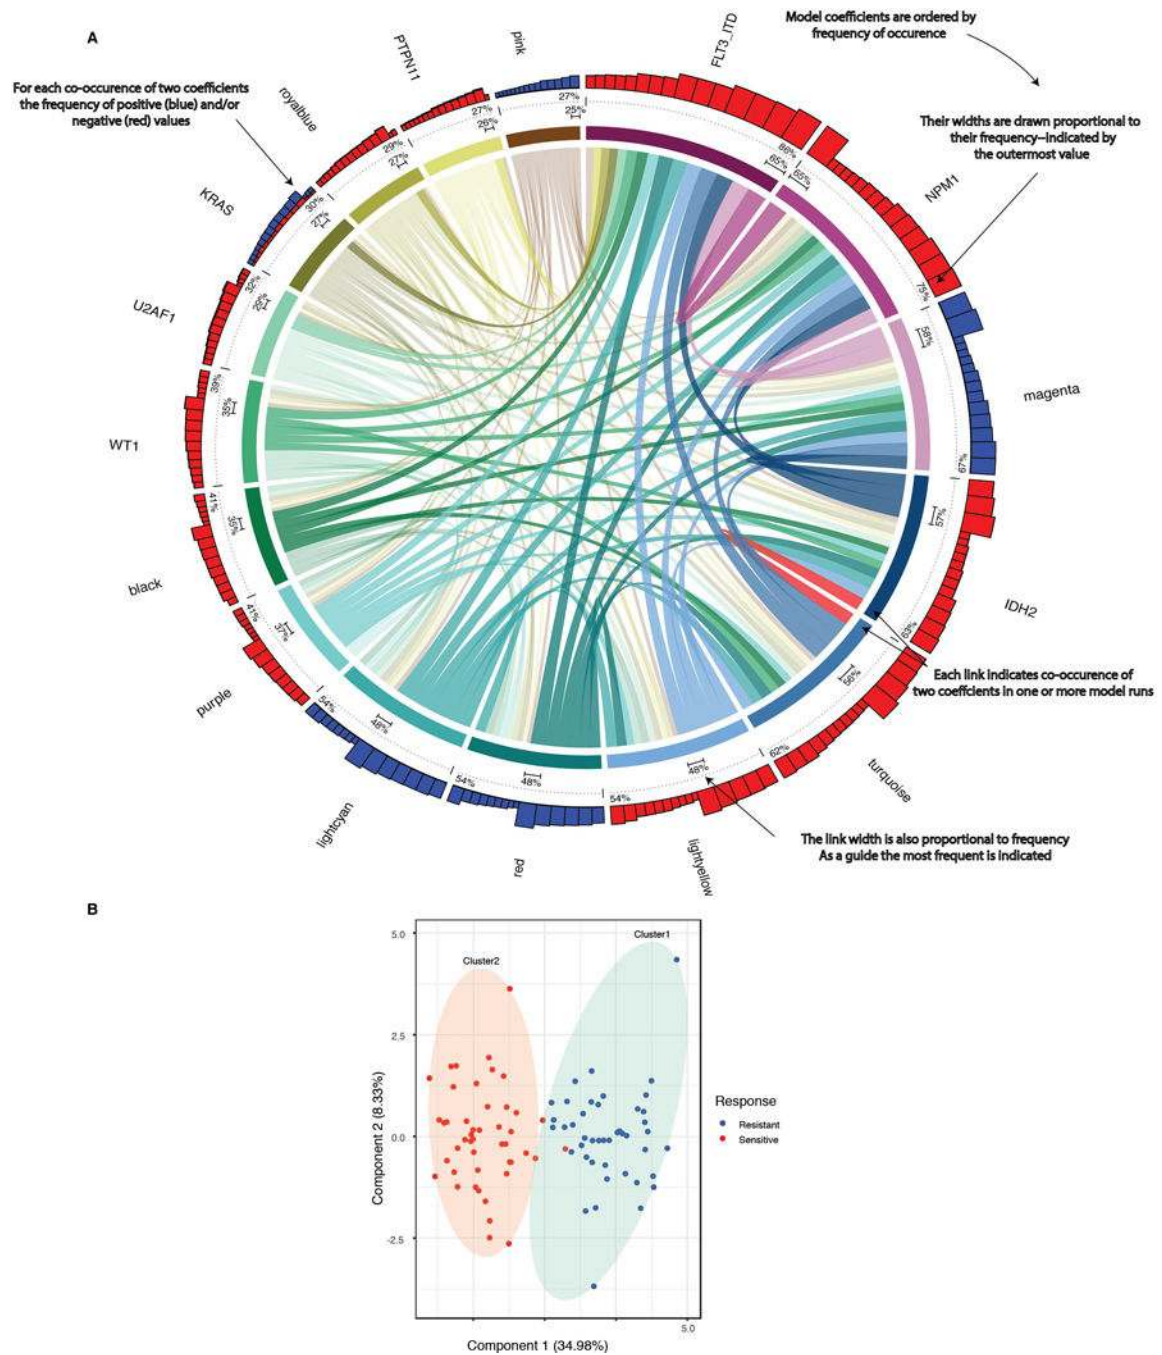 A
Model coefficients are ordered by
frequency of occurence
For each co-occurence of two coefficients
the frequency of positive (blue) and/or
negative (red) values
Their widths are drawn proportional to
their frequency--indicated by
the outermost value
FLT3_ITD
86%
65%
NPM1
75%
65%
magenta
67%
58%
IDH2
63%
57%
Each link indicates co-occurence of
two coeffcients in one or more model runs
turquoise
62%
56%
lightyellow
54%
48%
The link width is also proportional to frequency
As a guide the most frequent is indicated
red
54%
48%
lightcyan
54%
48%
purple
41%
37%
black
41%
35%
WT1
39%
35%
U2AF1
32%
29%
KRAS
30%
27%
royalblue
29%
27%
PTPN11
27%
26%
pink
27%
25%
B
Cluster1
Cluster2
5.0
2.5
0.0
-2.5
5.0
Component 2 (8.33%)
Component 1 (34.98%)
Response
Resistant
Sensitive